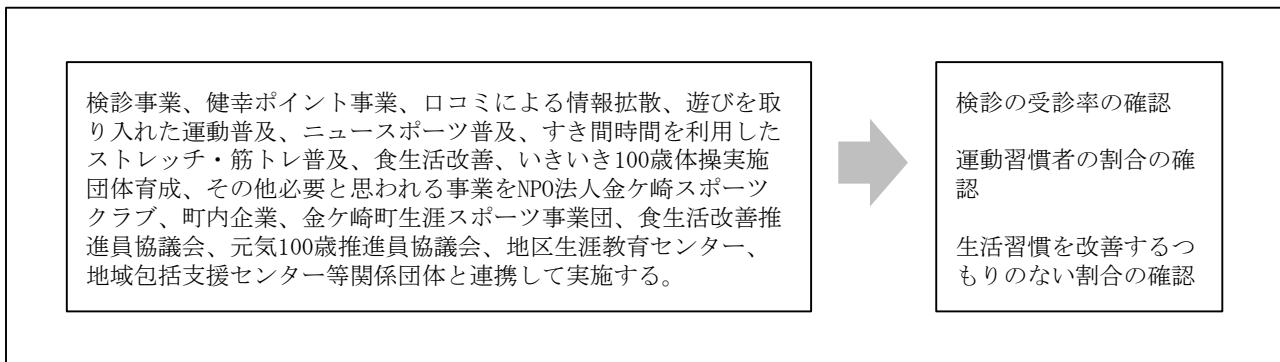 検診事業、健幸ポイント事業、口コミによる情報拡散、遊びを取
り入れた運動普及、ニュースポーツ普及、すき間時間を利用した
ストレッチ・筋トレ普及、食生活改善、いきいき100歳体操実施
団体育成、その他必要と思われる事業をNPO法人金ケ崎スポーツ
クラブ、町内企業、金ケ崎町生涯スポーツ事業団、食生活改善推
進員協議会、元気100歳推進員協議会、地区生涯教育センター、
地域包括支援センター等関係団体と連携して実施する。
検診の受診率の確認
運動習慣者の割合の確
認
生活習慣を改善するつ
もりのない割合の確認